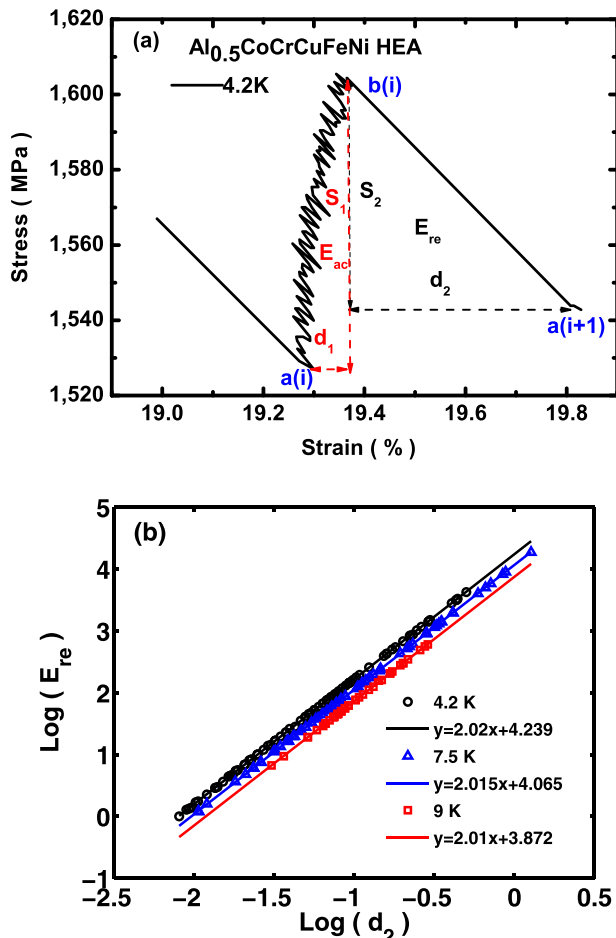 (a) Al0.5CoCrCuFeNi HEA
4.2K
b(i)
S1
S2
Eac
Ere
d1
d2
a(i)
a(i+1)
1,600
1,580
1,560
1,540
1,520
Stress ( MPa )
19.0 19.2 19.4 19.6 19.8
Strain ( % )
(b)
5
4
3
2
1
0
−1
Log ( Ere )
4.2 K
y=2.02x+4.239
7.5 K
y=2.015x+4.065
9 K
y=2.01x+3.872
−2.5 −2 −1.5 −1 −0.5 0 0.5
Log ( d2 )